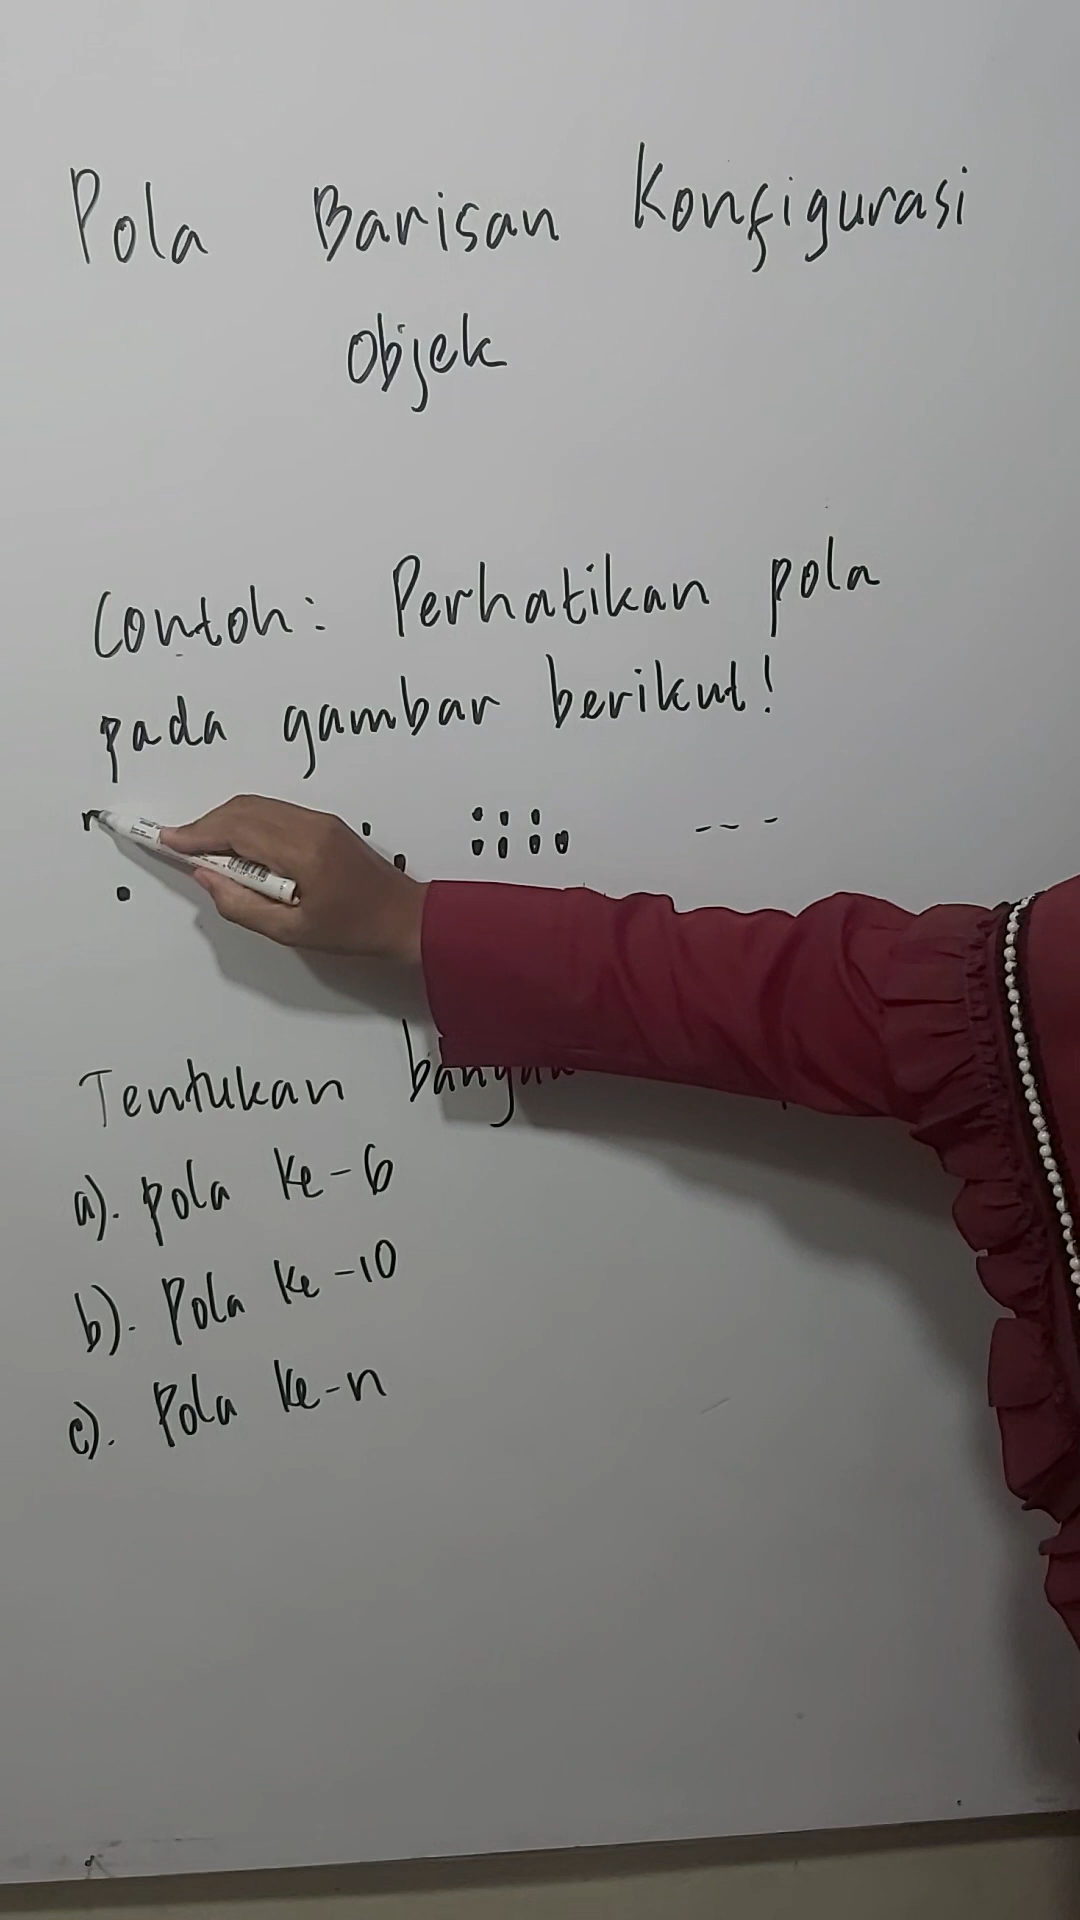 Pola Barisan Konfigurasi
Objek
Contoh: Perhatikan pola
pada gambar berikut!
Tentukan
a). pola ke-6
b). Pola ke-10
c). Pola ke-n